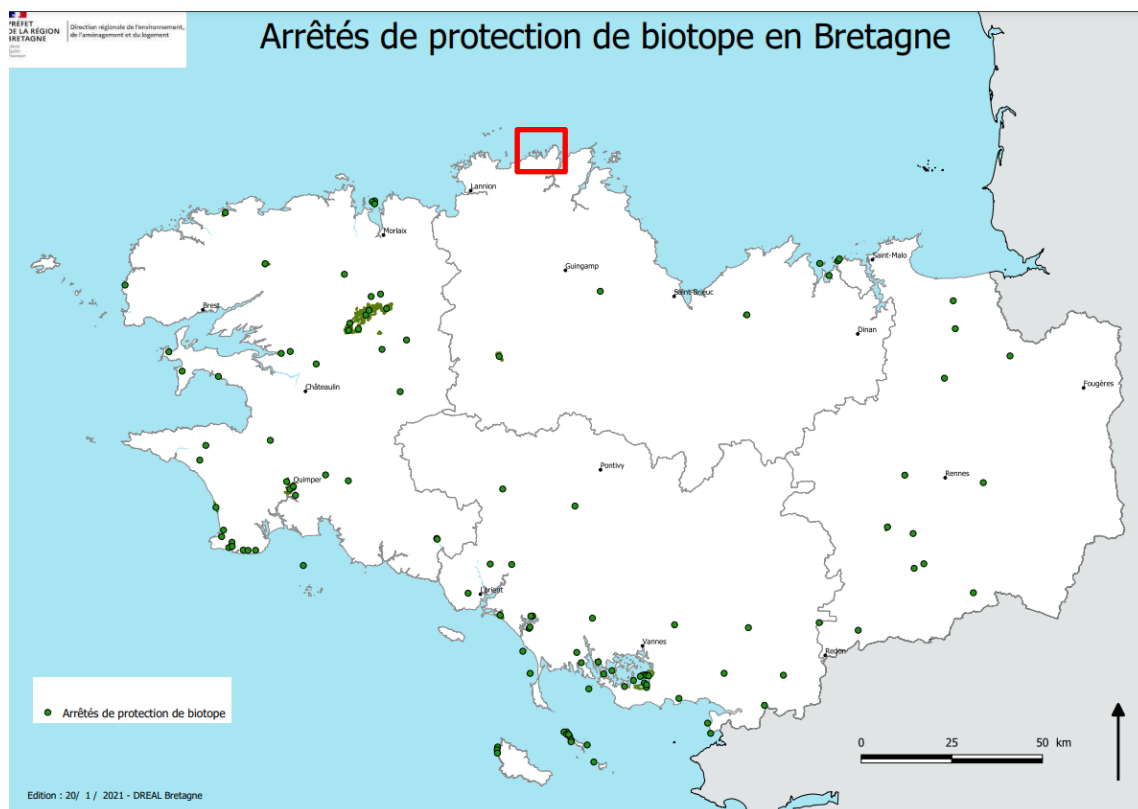 PRÉFET
DE LA RÉGION
BRETAGNE
Direction régionale de l'environnement,
de l'aménagement et du logement
Arrêtés de protection de biotope en Bretagne
Lannion
Morlaix
Saint-Malo
Guingamp
Saint-Brieuc
Brest
Dinan
Châteaulin
Fougères
Pontivy
Rennes
Quimper
Lorient
Vannes
Redon
Arrêtés de protection de biotope
0 25 50 km
Edition : 20/ 1 / 2021 - DREAL Bretagne